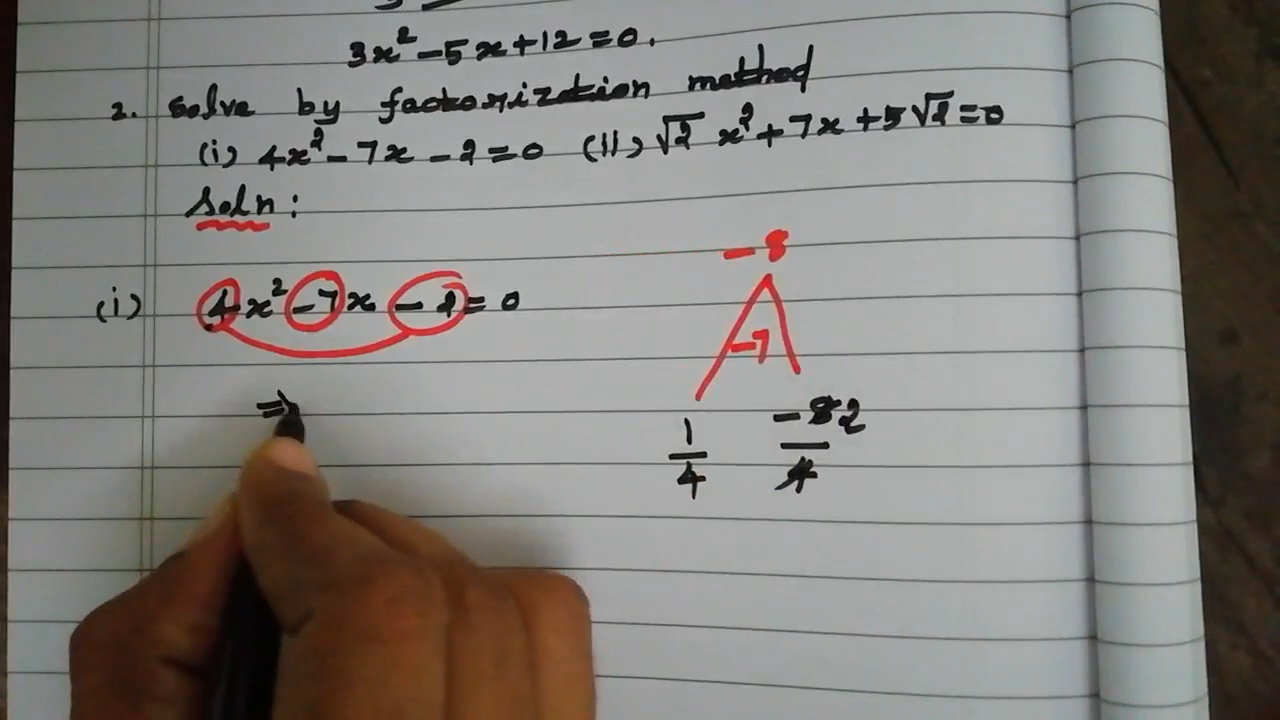 3x² - 5x + 12 = 0.
2. Solve by factorization method
(i) 4x² - 7x - 2 = 0 (ii) √2 x² + 7x + 5√2 = 0
Soln:
(i) 4x² - 7x - 2 = 0
-8
-7
1/4 -8/4 2
⇒